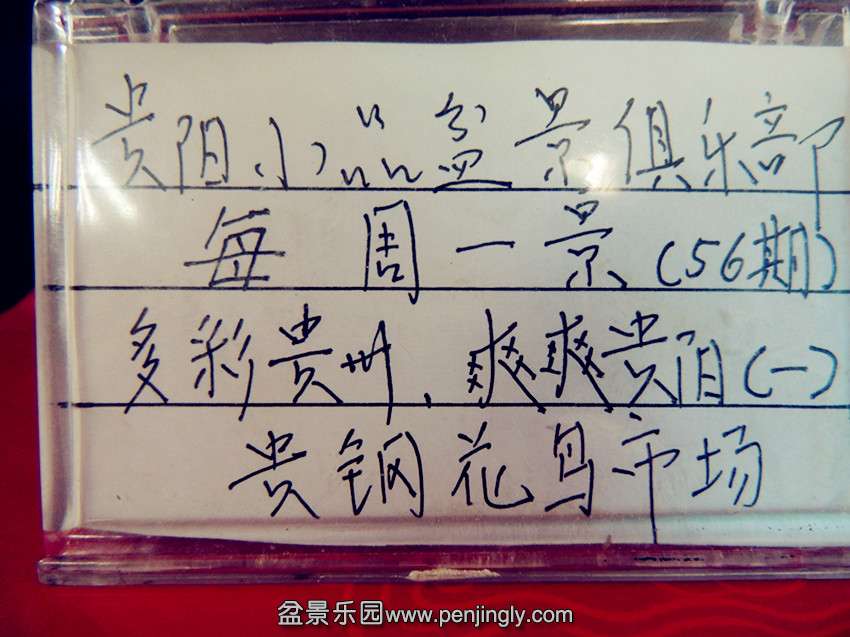 贵阳小品盆景俱乐部
每周一景(56期)
多彩贵州、爽爽贵阳(一)
贵钢花鸟市场
盆景乐园www.penjingly.com